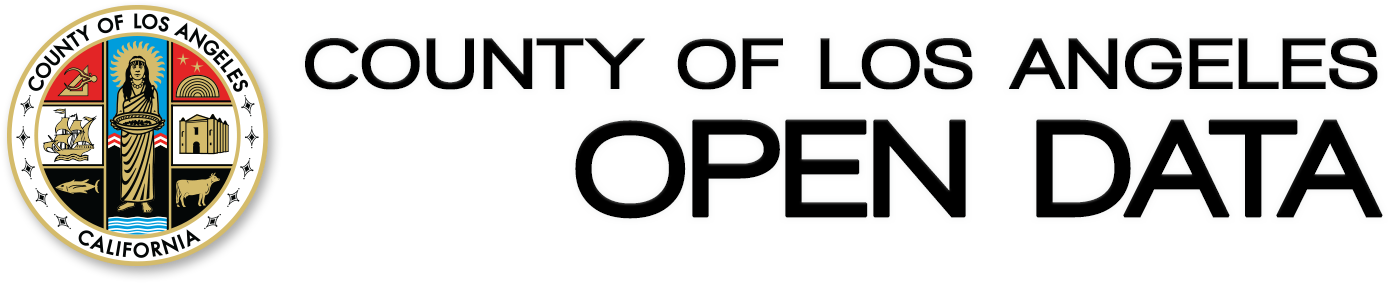 COUNTY OF LOS ANGELES
CALIFORNIA
COUNTY OF LOS ANGELES
OPEN DATA